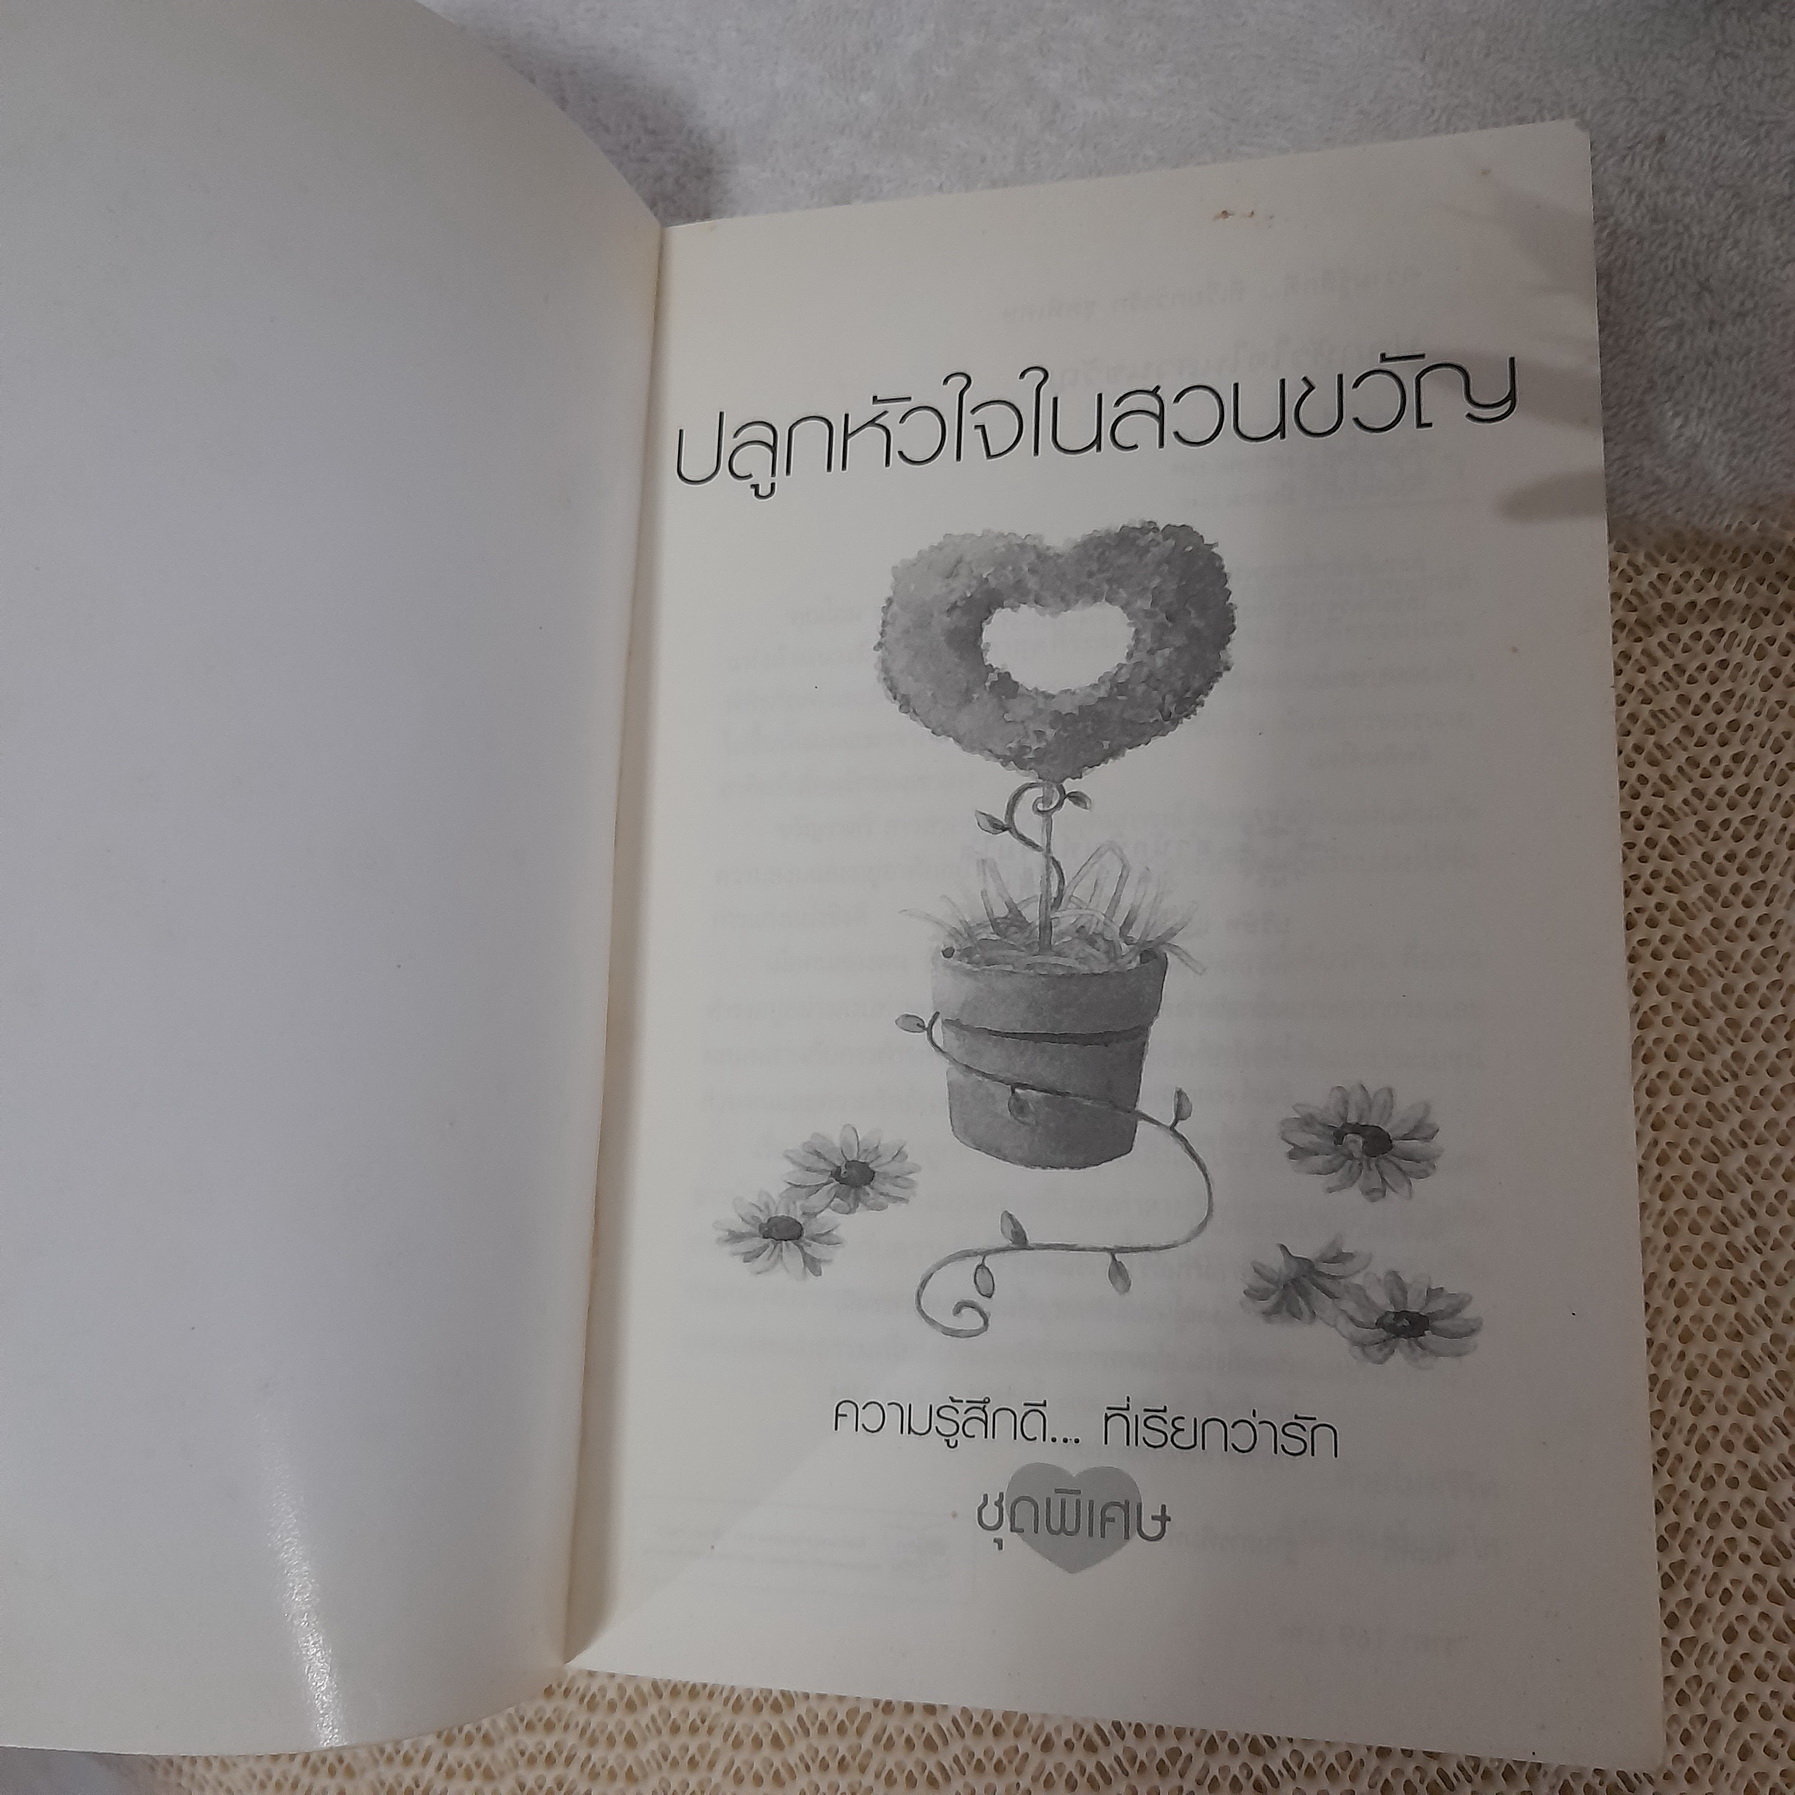 ปลูกหัวใจในสวนขวัญ
ความรู้สึกดี... ที่เรียกว่ารัก
ชุดพิเศษ